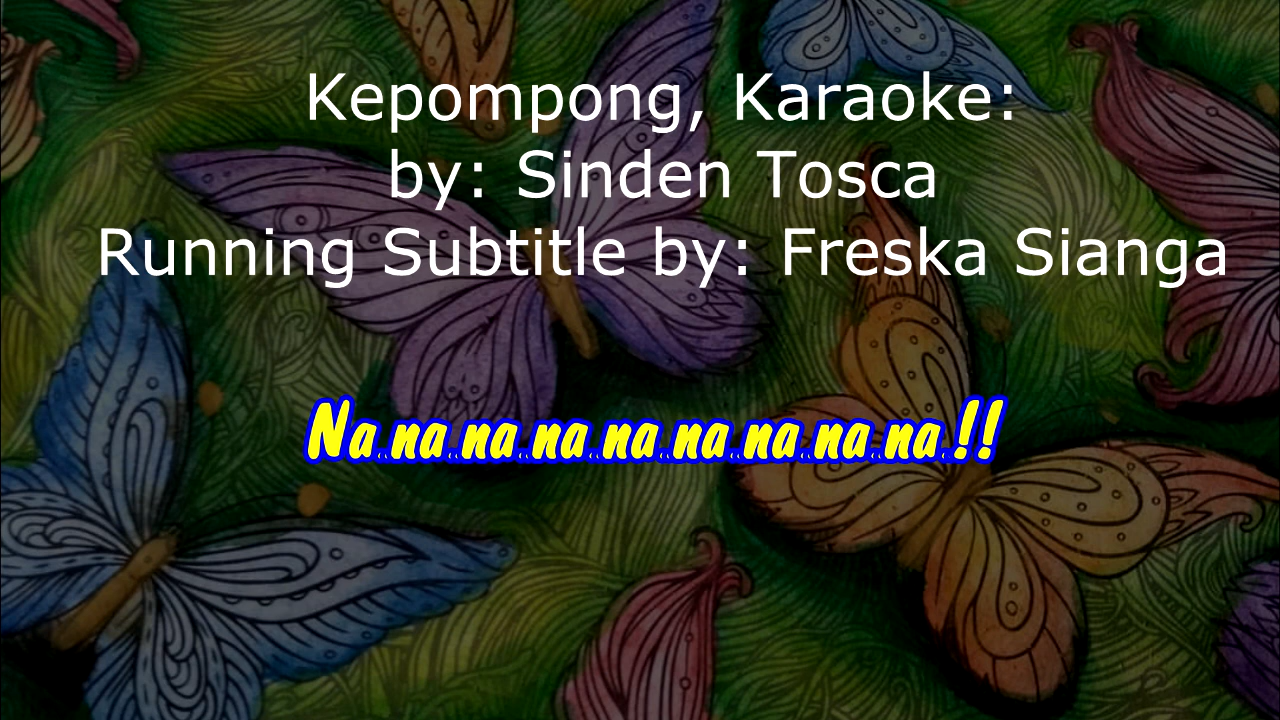 Kepompong, Karaoke:
by: Sinden Tosca
Running Subtitle by: Freska Sianga
Na..na..na..na..na..na..na..na..na.!!